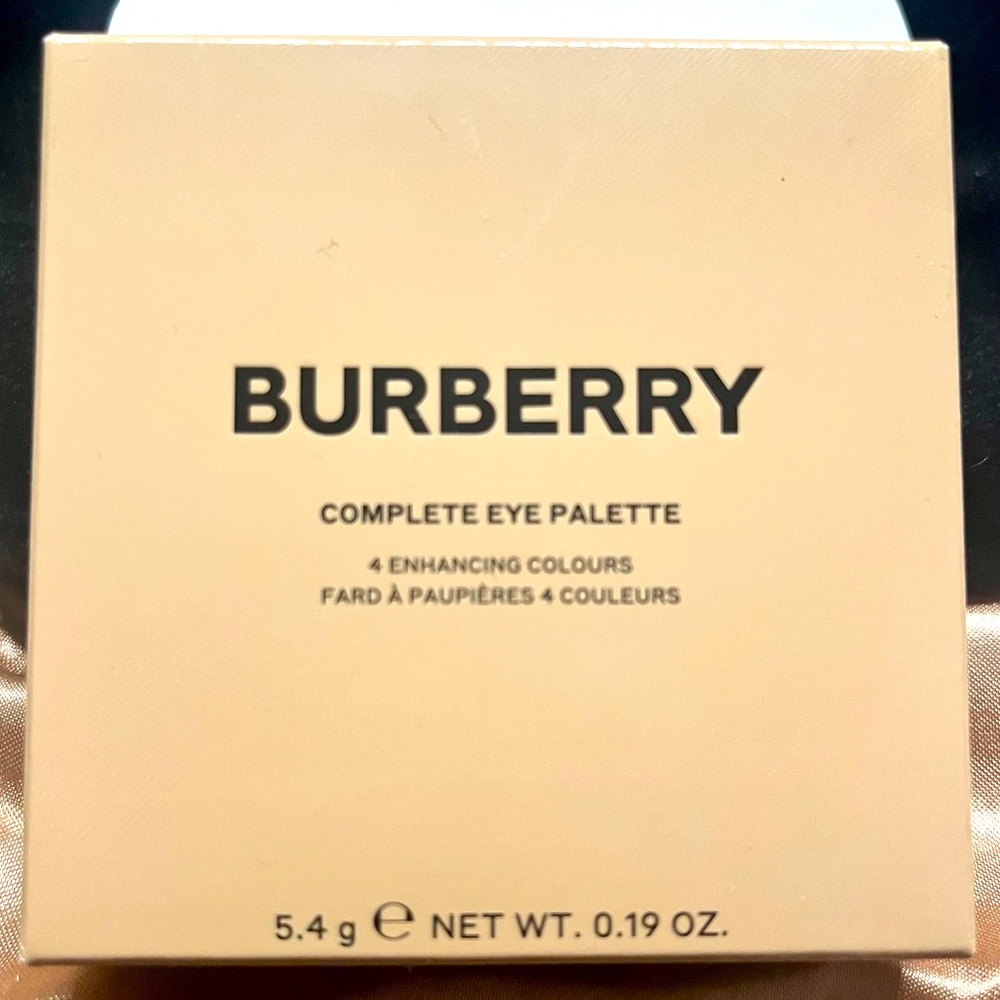 BURBERRY
COMPLETE EYE PALETTE
4 ENHANCING COLOURS
FARD À PAUPIÈRES 4 COULEURS
5.4 g ℮ NET WT. 0.19 OZ.